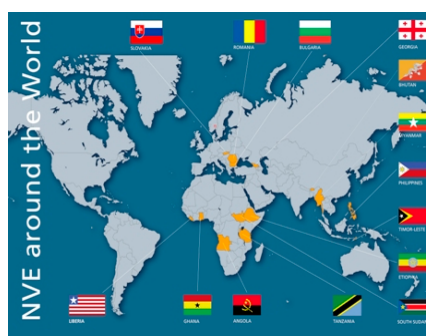 NVE around the World
SLOVAKIA
ROMANIA
BULGARIA
GEORGIA
BHUTAN
MYANMAR
PHILIPPINES
TIMOR-LESTE
ETIOPIA
LIBERIA
GHANA
ANGOLA
TANZANIA
SOUTH SUDAN